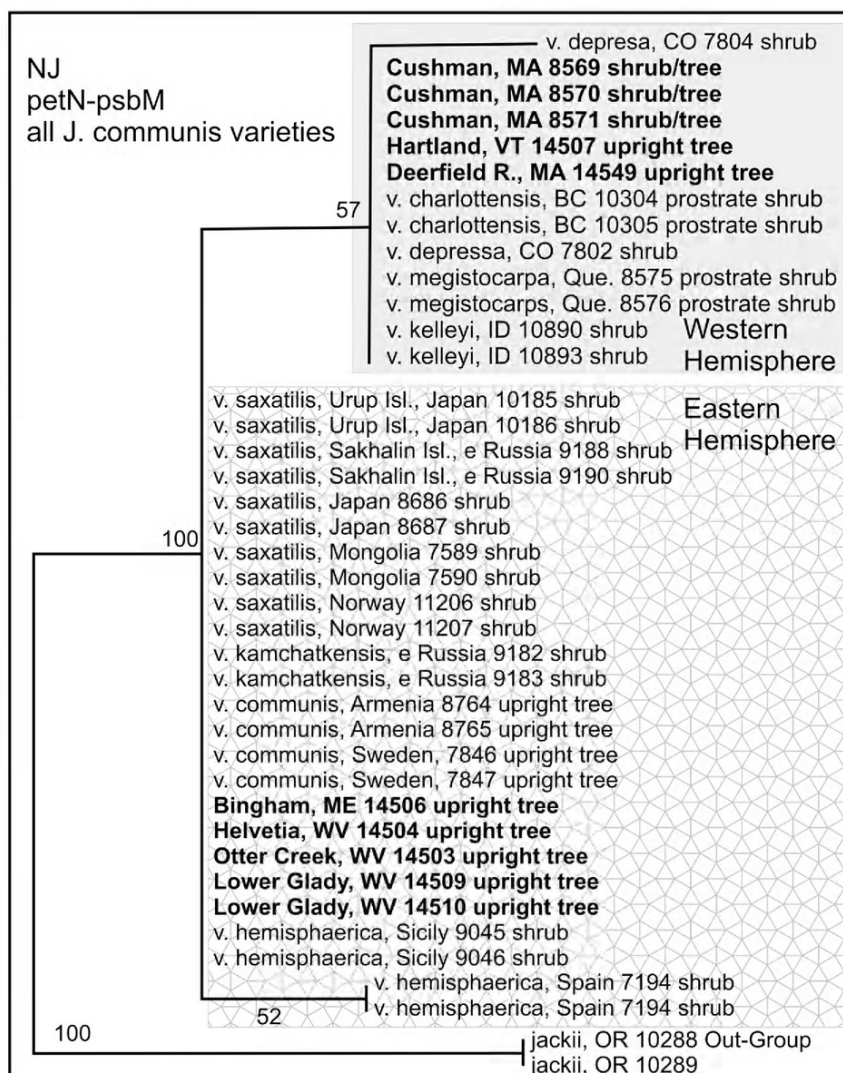 NJ
petN-psbM
all J. communis varieties
v. depresa, CO 7804 shrub
Cushman, MA 8569 shrub/tree
Cushman, MA 8570 shrub/tree
Cushman, MA 8571 shrub/tree
Hartland, VT 14507 upright tree
Deerfield R., MA 14549 upright tree
57
v. charlottensis, BC 10304 prostrate shrub
v. charlottensis, BC 10305 prostrate shrub
v. depressa, CO 7802 shrub
v. megistocarpa, Que. 8575 prostrate shrub
v. megistocarps, Que. 8576 prostrate shrub
v. kelleyi, ID 10890 shrub
v. kelleyi, ID 10893 shrub
Western
Hemisphere
v. saxatilis, Urup Isl., Japan 10185 shrub
v. saxatilis, Urup Isl., Japan 10186 shrub
v. saxatilis, Sakhalin Isl., e Russia 9188 shrub
v. saxatilis, Sakhalin Isl., e Russia 9190 shrub
Eastern
Hemisphere
v. saxatilis, Japan 8686 shrub
v. saxatilis, Japan 8687 shrub
100
v. saxatilis, Mongolia 7589 shrub
v. saxatilis, Mongolia 7590 shrub
v. saxatilis, Norway 11206 shrub
v. saxatilis, Norway 11207 shrub
v. kamchatkensis, e Russia 9182 shrub
v. kamchatkensis, e Russia 9183 shrub
v. communis, Armenia 8764 upright tree
v. communis, Armenia 8765 upright tree
v. communis, Sweden, 7846 upright tree
v. communis, Sweden, 7847 upright tree
Bingham, ME 14506 upright tree
Helvetia, WV 14504 upright tree
Otter Creek, WV 14503 upright tree
Lower Glady, WV 14509 upright tree
Lower Glady, WV 14510 upright tree
v. hemisphaerica, Sicily 9045 shrub
v. hemisphaerica, Sicily 9046 shrub
v. hemisphaerica, Spain 7194 shrub
v. hemisphaerica, Spain 7194 shrub
52
100
jackii, OR 10288 Out-Group
jackii, OR 10289